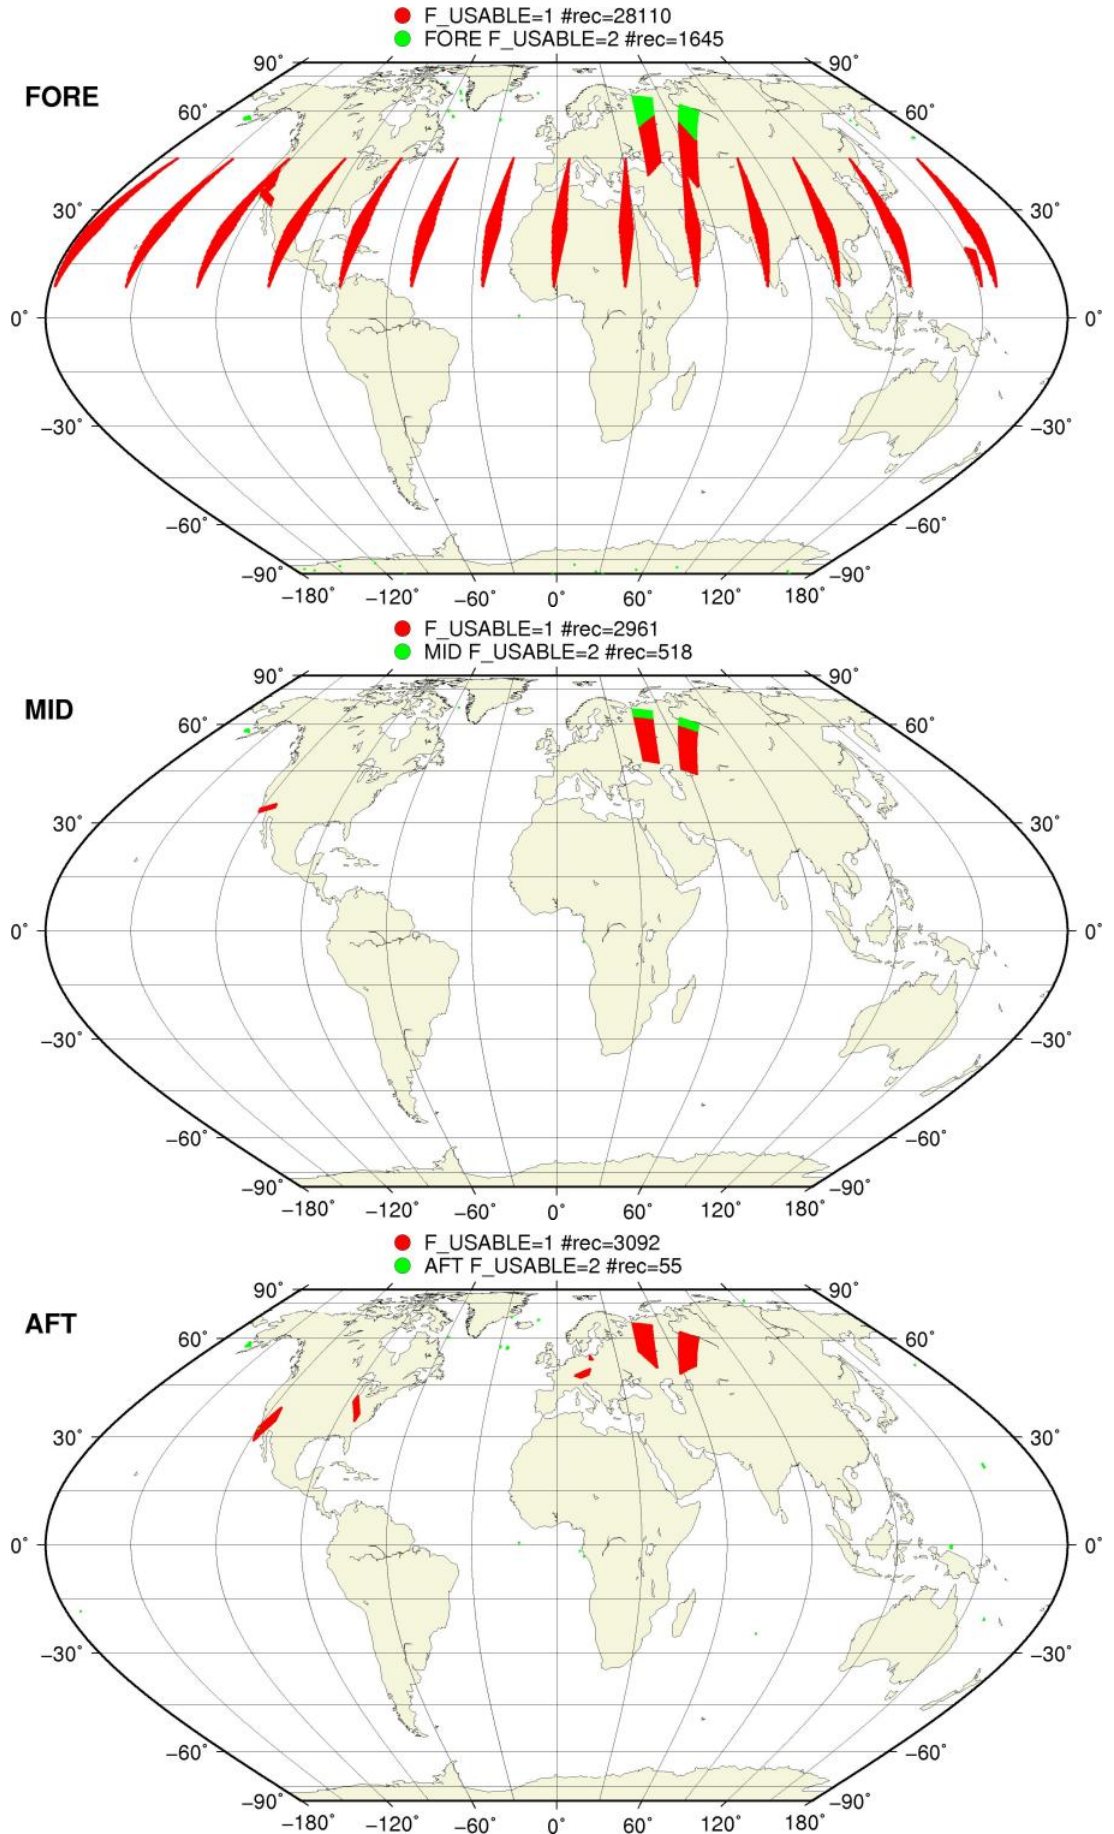 F_USABLE=1 #rec=28110
FORE F_USABLE=2 #rec=1645
FORE
90˚ 90˚
60˚ 60˚
30˚ 30˚
0˚ 0˚
−30˚ −30˚
−60˚ −60˚
−90˚ −90˚
−180˚ −120˚ −60˚ 0˚ 60˚ 120˚ 180˚
F_USABLE=1 #rec=2961
MID F_USABLE=2 #rec=518
MID
90˚ 90˚
60˚ 60˚
30˚ 30˚
0˚ 0˚
−30˚ −30˚
−60˚ −60˚
−90˚ −90˚
−180˚ −120˚ −60˚ 0˚ 60˚ 120˚ 180˚
F_USABLE=1 #rec=3092
AFT F_USABLE=2 #rec=55
AFT
90˚ 90˚
60˚ 60˚
30˚ 30˚
0˚ 0˚
−30˚ −30˚
−60˚ −60˚
−90˚ −90˚
−180˚ −120˚ −60˚ 0˚ 60˚ 120˚ 180˚